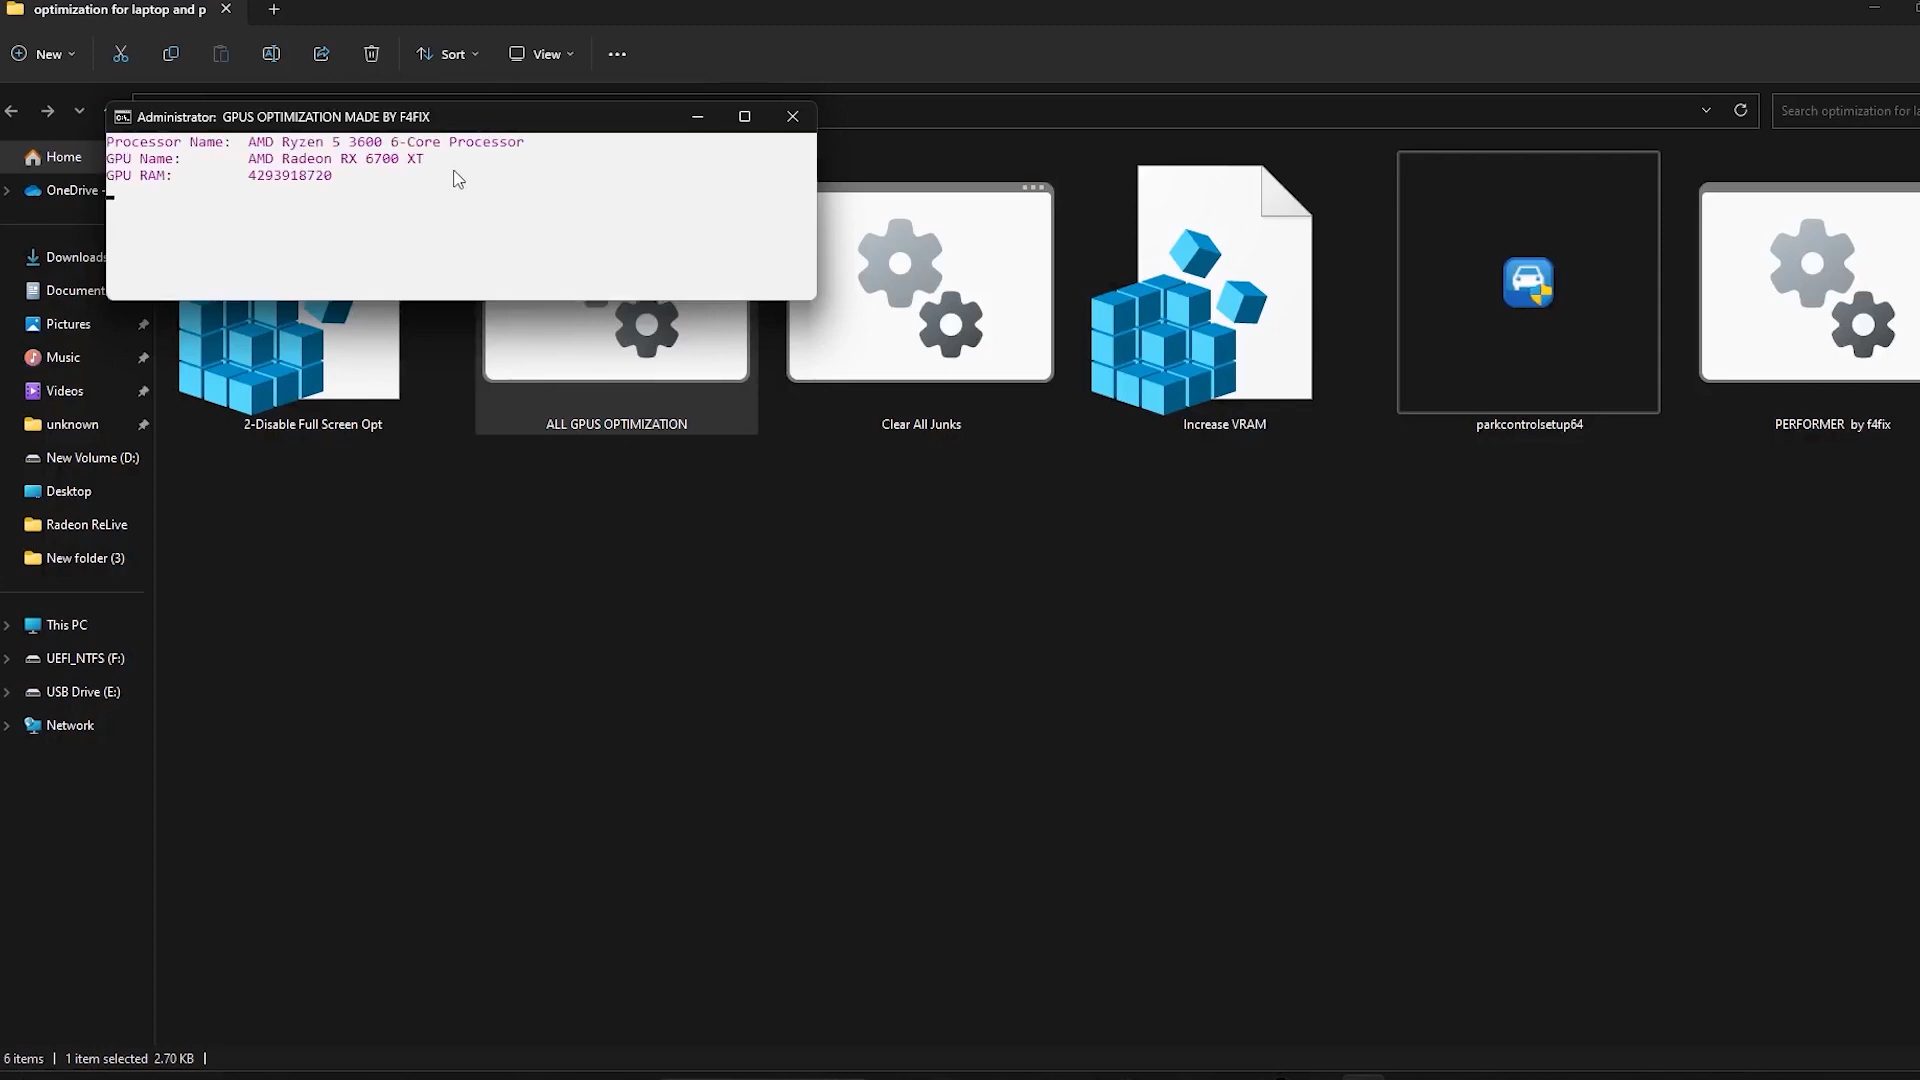 optimization for laptop and p
New
Sort
View
Search optimization for la
Administrator: GPUS OPTIMIZATION MADE BY F4FIX
Processor Name: AMD Ryzen 5 3600 6-Core Processor
GPU Name: AMD Radeon RX 6700 XT
GPU RAM: 4293918720
Home
OneDrive -
Downloads
Document
Pictures
Music
Videos
unknown
New Volume (D:)
Desktop
Radeon ReLive
New folder (3)
This PC
UEFI_NTFS (F:)
USB Drive (E:)
Network
2-Disable Full Screen Opt
ALL GPUS OPTIMIZATION
Clear All Junks
Increase VRAM
parkcontrolsetup64
PERFORMER by f4fix
6 items
1 item selected 2.70 KB